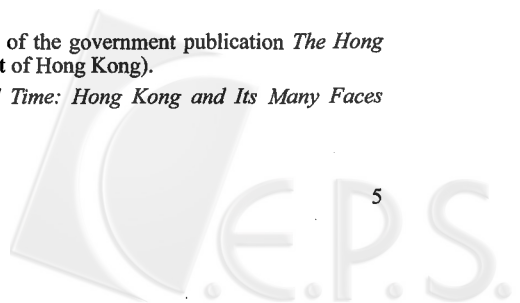 of the government publication The Hong
t of Hong Kong).
Time: Hong Kong and Its Many Faces
5
C.E.P.S.